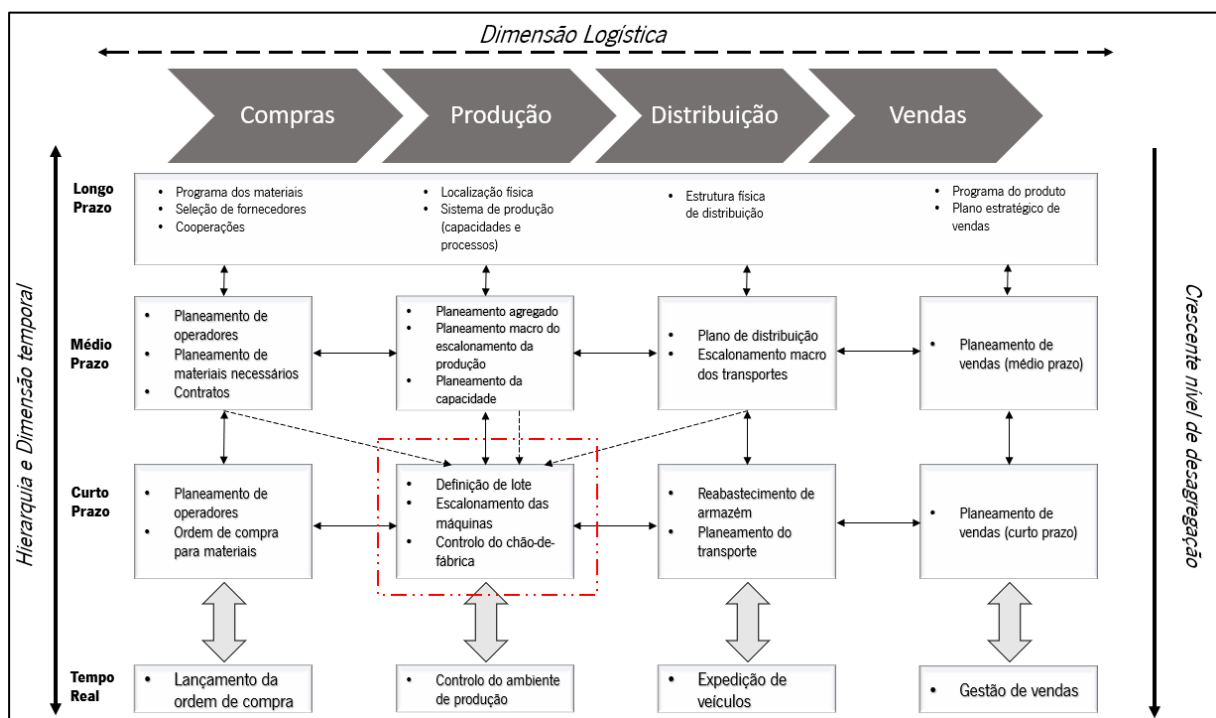 Dimensão Logística
Compras
Produção
Distribuição
Vendas
Hierarquia e Dimensão temporal
Crescente nível de desagregação
Longo
Prazo
• Programa dos materiais
• Seleção de fornecedores
• Cooperações
• Localização física
• Sistema de produção
(capacidades e
processos)
• Estrutura física
de distribuição
• Programa do produto
• Plano estratégico de
vendas
Médio
Prazo
• Planeamento de
operadores
• Planeamento de
materiais necessários
• Contratos
• Planeamento agregado
• Planeamento macro do
escalonamento da
produção
• Planeamento da
capacidade
• Plano de distribuição
• Escalonamento macro
dos transportes
• Planeamento de
vendas (médio prazo)
Curto
Prazo
• Planeamento de
operadores
• Ordem de compra
para materiais
• Definição de lote
• Escalonamento das
máquinas
• Controlo do chão-de-
fábrica
• Reabastecimento de
armazém
• Planeamento do
transporte
• Planeamento de
vendas (curto prazo)
Tempo
Real
• Lançamento da
ordem de compra
• Controlo do ambiente
de produção
• Expedição de
veículos
• Gestão de vendas